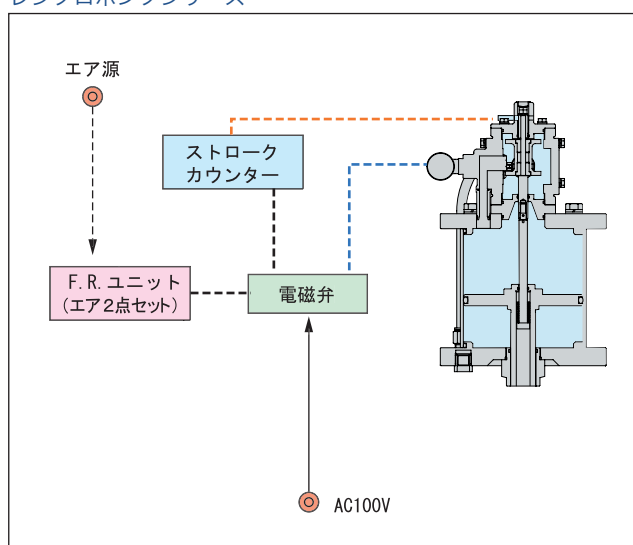 エア源
ストローク
カウンター
F.R.ユニット
(エア2点セット)
電磁弁
AC100V